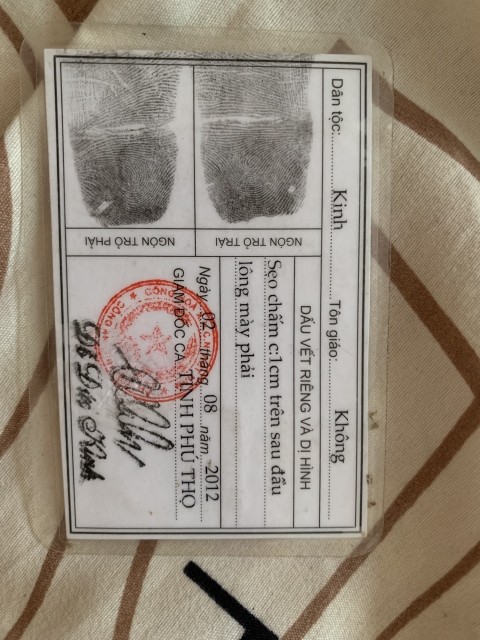 Dân tộc: Kinh Tôn giáo: Không
DẤU VẾT RIÊNG VÀ DỊ HÌNH
Sẹo chấm c.1cm trên sau đầu
lông mày phải
NGÓN TRỎ TRÁI
NGÓN TRỎ PHẢI
Ngày 02 tháng 08 năm 2012
GIÁM ĐỐC CA. TỈNH PHÚ THỌ